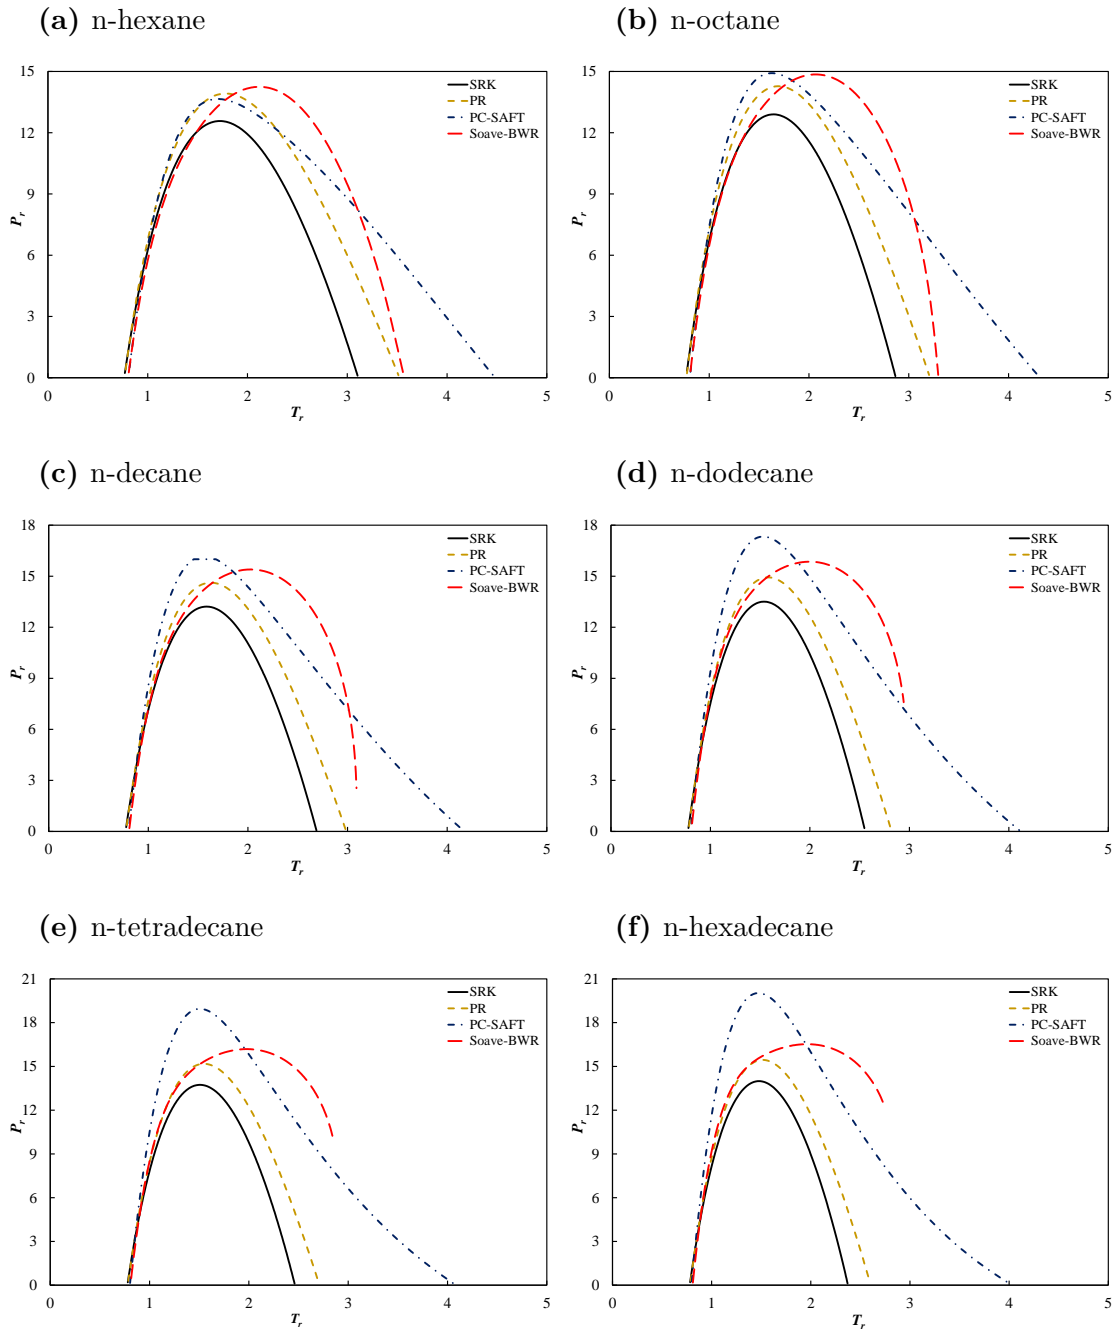 (a) n-hexane
15
12
9
6
3
0
P_r
0 1 2 3 4 5
T_r
SRK
PR
PC-SAFT
Soave-BWR
(b) n-octane
15
12
9
6
3
0
P_r
0 1 2 3 4 5
T_r
SRK
PR
PC-SAFT
Soave-BWR
(c) n-decane
18
15
12
9
6
3
0
P_r
0 1 2 3 4 5
T_r
SRK
PR
PC-SAFT
Soave-BWR
(d) n-dodecane
18
15
12
9
6
3
0
P_r
0 1 2 3 4 5
T_r
SRK
PR
PC-SAFT
Soave-BWR
(e) n-tetradecane
21
18
15
12
9
6
3
0
P_r
0 1 2 3 4 5
T_r
SRK
PR
PC-SAFT
Soave-BWR
(f) n-hexadecane
21
18
15
12
9
6
3
0
P_r
0 1 2 3 4 5
T_r
SRK
PR
PC-SAFT
Soave-BWR